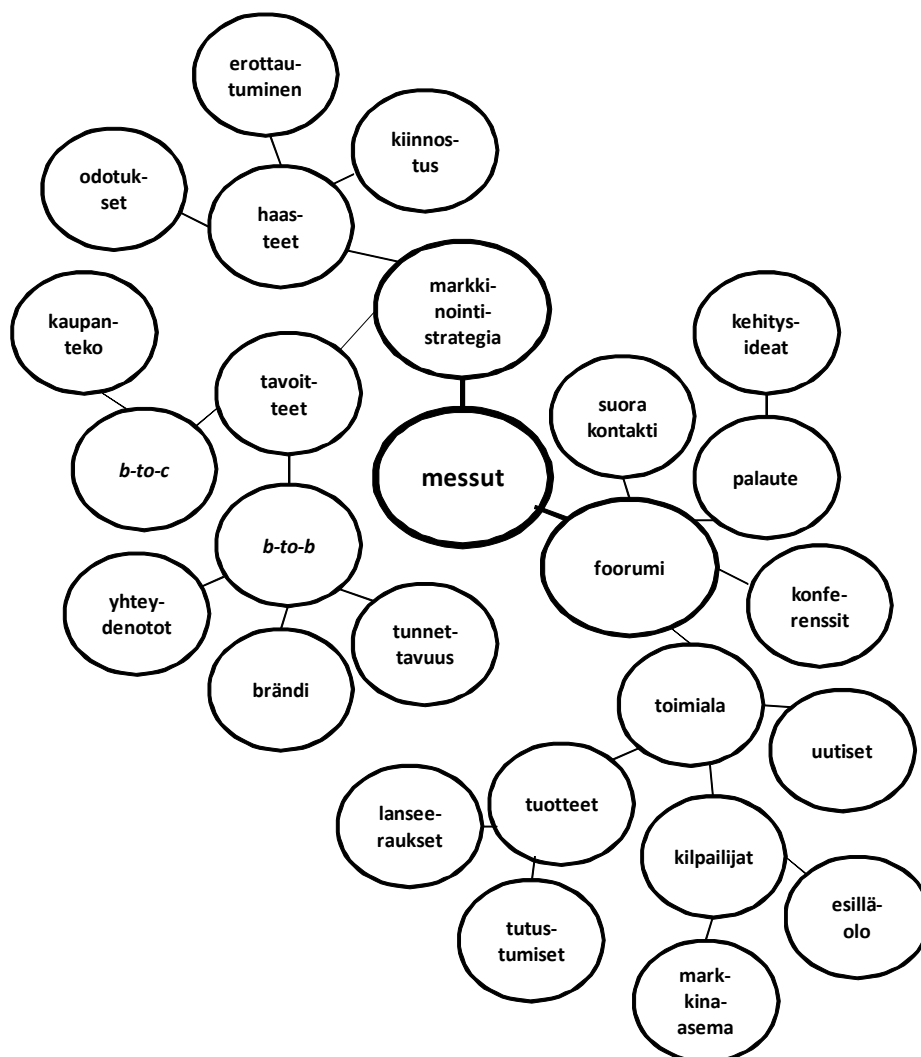 erottau-
tuminen
kiinnos-
tus
odotuk-
set
haas-
teet
markki-
nointi-
strategia
kaupan-
teko
kehitys-
ideat
tavoit-
teet
suora
kontakti
b-to-c
messut
palaute
b-to-b
foorumi
yhtey-
denotot
konfe-
renssit
tunnet-
tavuus
brändi
toimiala
uutiset
lansee-
raukset
tuotteet
kilpailijat
esillä-
olo
tutus-
tumiset
mark-
kina-
asema